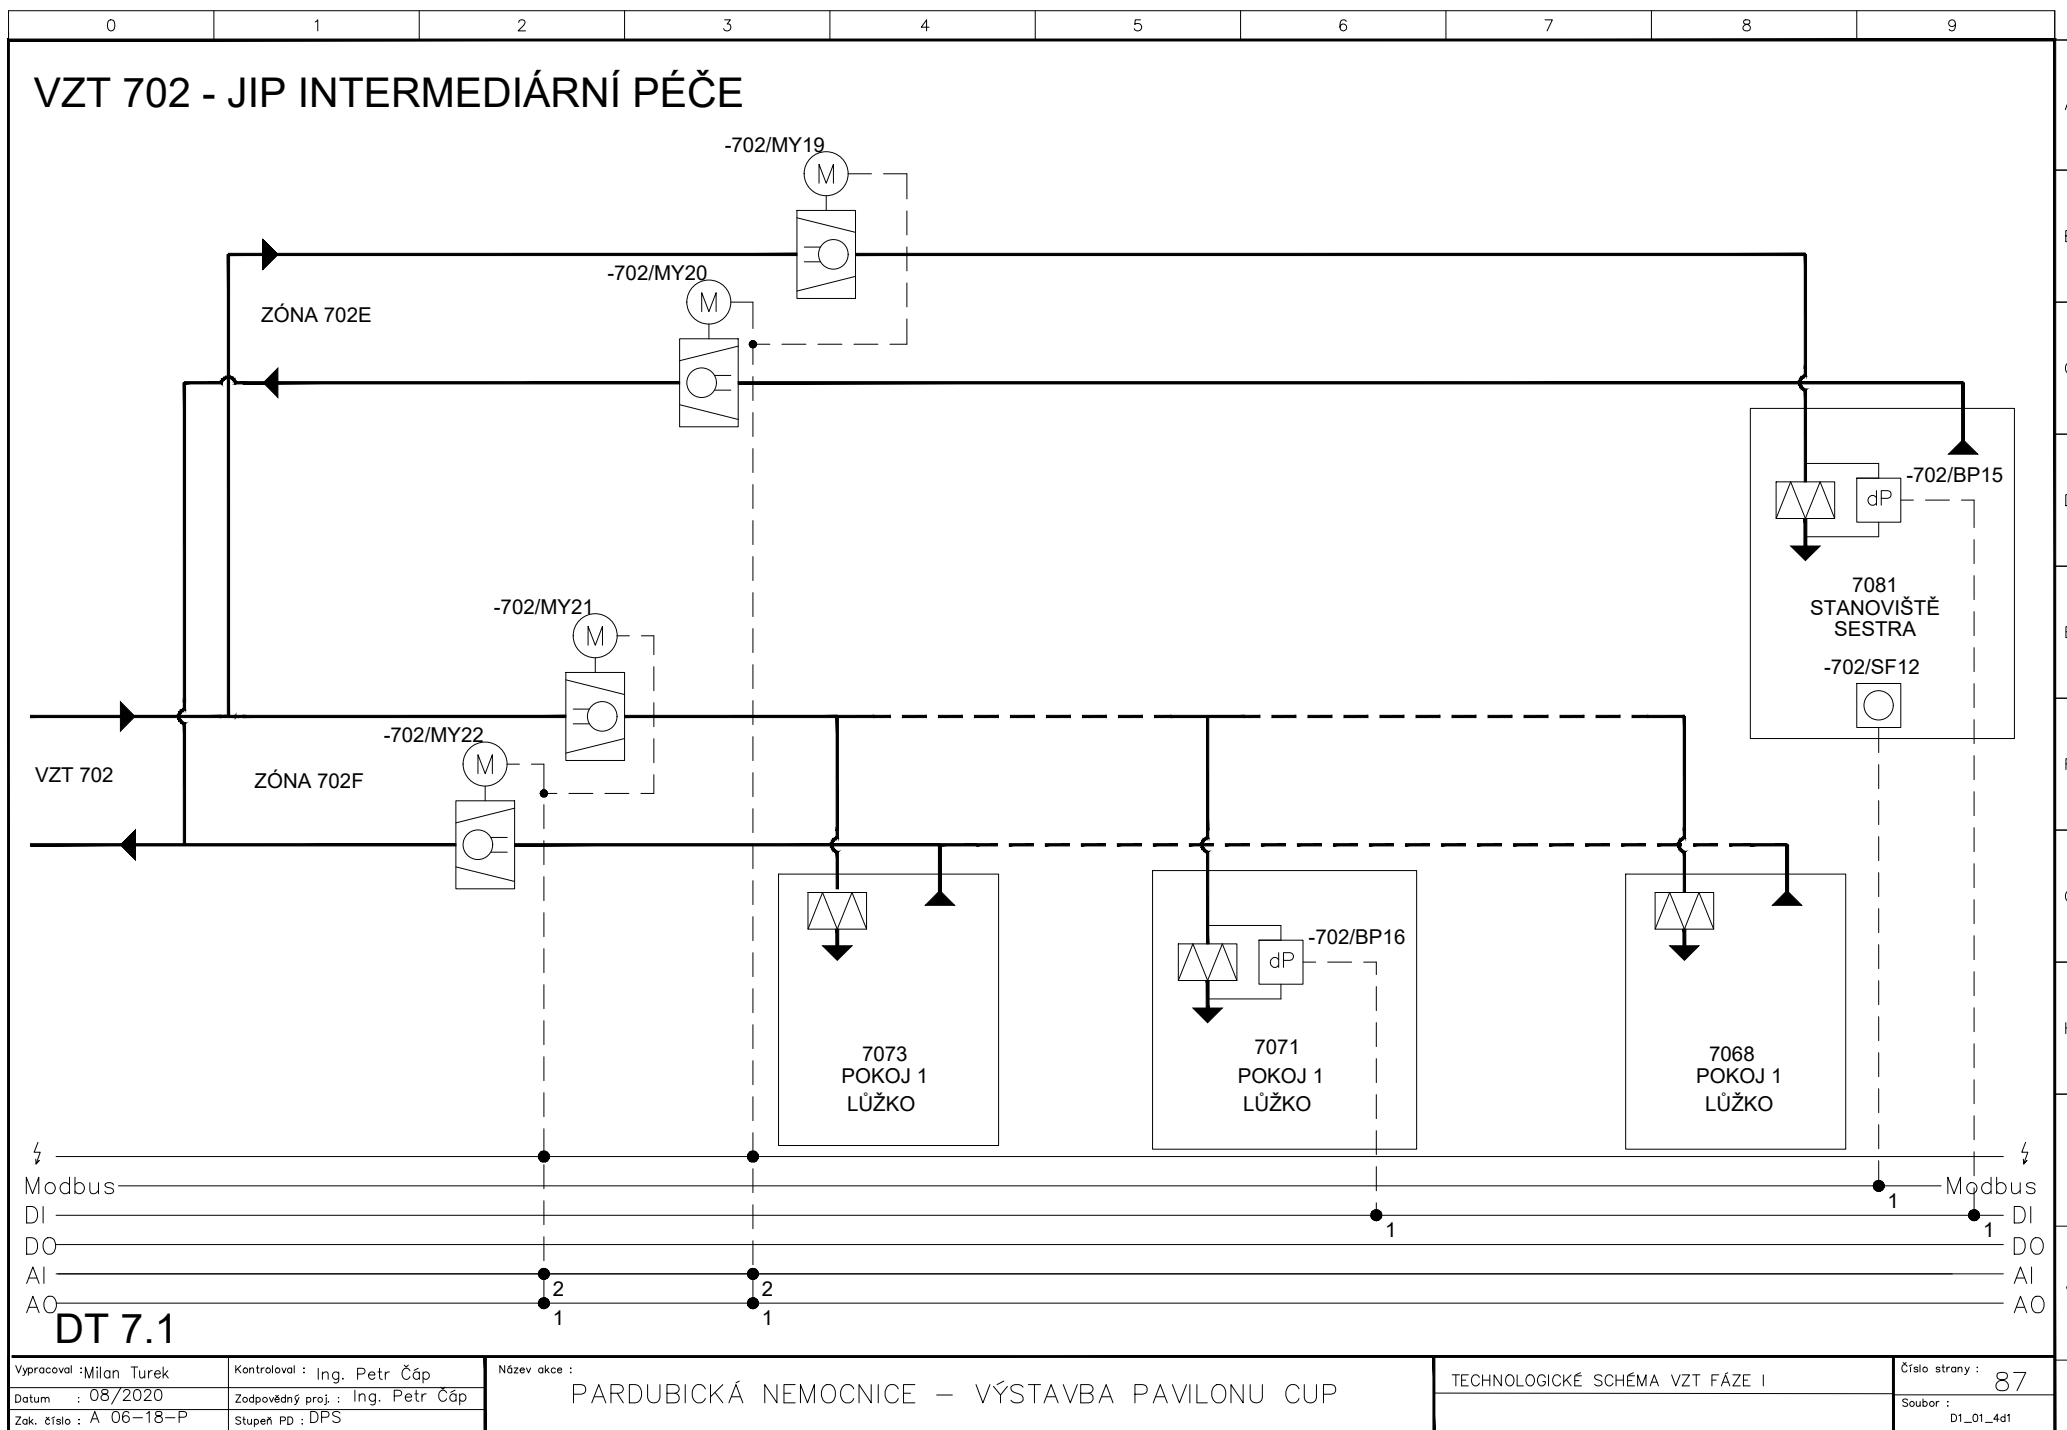 0 1 2 3 4 5 6 7 8 9
VZT 702 - JIP INTERMEDIÁRNÍ PÉČE
-702/MY19
M
-702/MY20
M
ZÓNA 702E
-702/BP15
dP
7081
STANOVIŠTĚ
SESTRA
-702/SF12
-702/MY21
M
-702/MY22
M
VZT 702
ZÓNA 702F
-702/BP16
dP
7073
POKOJ 1
LŮŽKO
7071
POKOJ 1
LŮŽKO
7068
POKOJ 1
LŮŽKO
Modbus 1 Modbus
DI 1 1 DI
DO DO
AI 2 2 AI
AO 1 1 AO
DT 7.1
Vypracoval : Milan Turek
Datum : 08/2020
Zak. číslo : A 06-18-P
Kontroloval : Ing. Petr Čáp
Zodpovědný proj. : Ing. Petr Čáp
Stupeň PD : DPS
Název akce :
PARDUBICKÁ NEMOCNICE – VÝSTAVBA PAVILONU CUP
TECHNOLOGICKÉ SCHÉMA VZT FÁZE I
Číslo strany : 87
Soubor :
D1_01_4d1